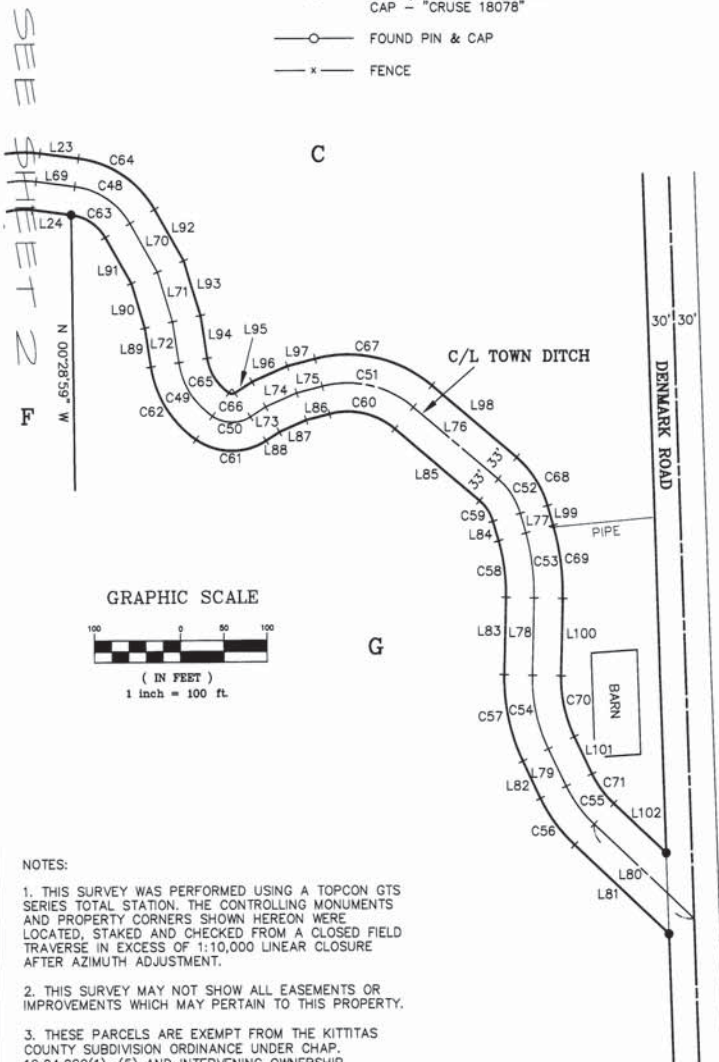 CAP - "CRUSE 18078"
FOUND PIN & CAP
x FENCE
SEE SHEET 2
C
L23
C64
L69
C48
C63
L24
L92
L70
L91
L93
L71
L90
L94
L95
L72
L89
L96
L97
C67
C65
L74
L75
C51
C/L TOWN DITCH
C66
C49
C62
C50
L73
L86
C60
L87
L88
C61
L98
L76
L85
33'
33'
C68
C52
C59
L99
L77
L84
PIPE
C53
C69
C58
30' 30'
DENMARK ROAD
N 00°28'59" W
F
GRAPHIC SCALE
100 0 50 100
( IN FEET )
1 inch = 100 ft.
G
L83
L78
L100
BARN
C57
C54
C70
L101
L79
L82
C71
C55
L102
C56
L80
L81
NOTES:
1. THIS SURVEY WAS PERFORMED USING A TOPCON GTS
SERIES TOTAL STATION. THE CONTROLLING MONUMENTS
AND PROPERTY CORNERS SHOWN HEREON WERE
LOCATED, STAKED AND CHECKED FROM A CLOSED FIELD
TRAVERSE IN EXCESS OF 1:10,000 LINEAR CLOSURE
AFTER AZIMUTH ADJUSTMENT.
2. THIS SURVEY MAY NOT SHOW ALL EASEMENTS OR
IMPROVEMENTS WHICH MAY PERTAIN TO THIS PROPERTY.
3. THESE PARCELS ARE EXEMPT FROM THE KITTITAS
COUNTY SUBDIVISION ORDINANCE UNDER CHAP.
AND INTERVENING OWNERSHIP